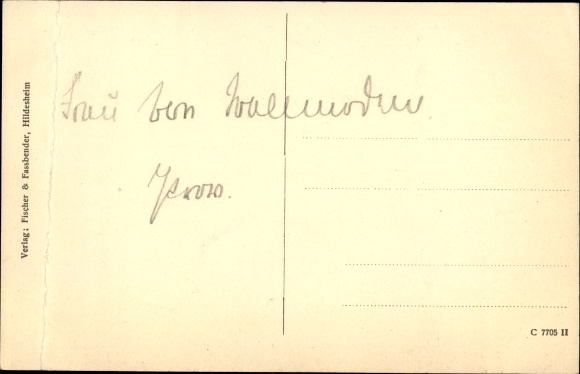 Verlag: Fischer & Fassbender, Hildesheim
Frau von Wallmoden.
C 7705 II